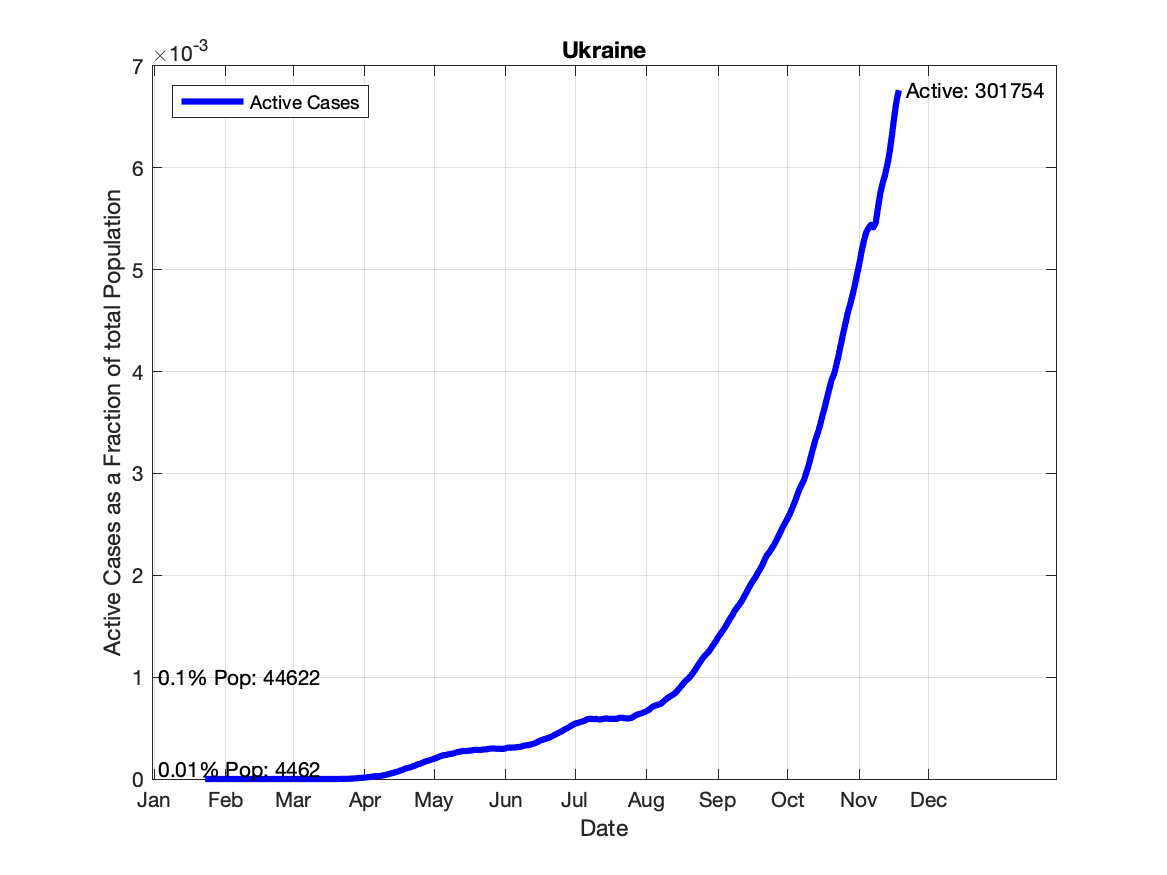 Ukraine
×10-3
7
6
5
4
3
2
1
0
Active Cases as a Fraction of total Population
Active Cases
Active: 301754
0.1% Pop: 44622
0.01% Pop: 4462
Jan Feb Mar Apr May Jun Jul Aug Sep Oct Nov Dec
Date